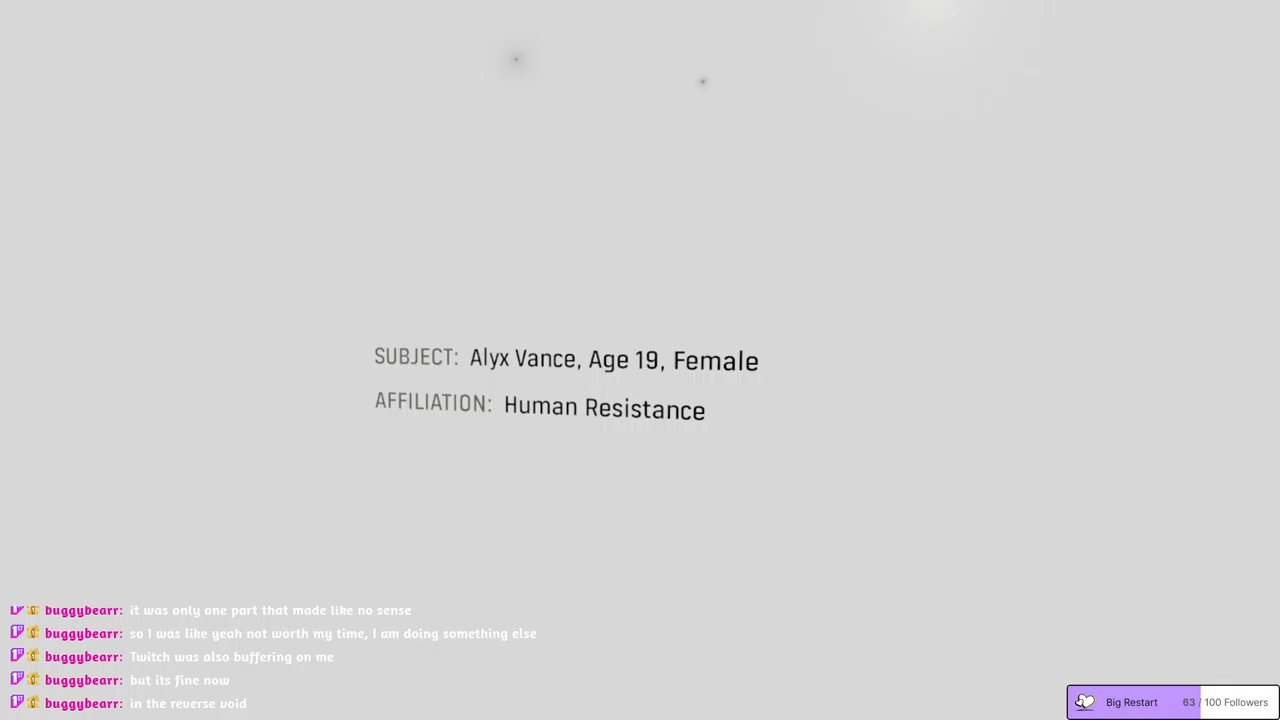 SUBJECT: Alyx Vance, Age 19, Female
AFFILIATION: Human Resistance
buggybearr: it was only one part that made like no sense
buggybearr: so I was like yeah not worth my time, I am doing something else
buggybearr: Twitch was also buffering on me
buggybearr: but its fine now
buggybearr: in the reverse void
Big Restart 63 / 100 Followers